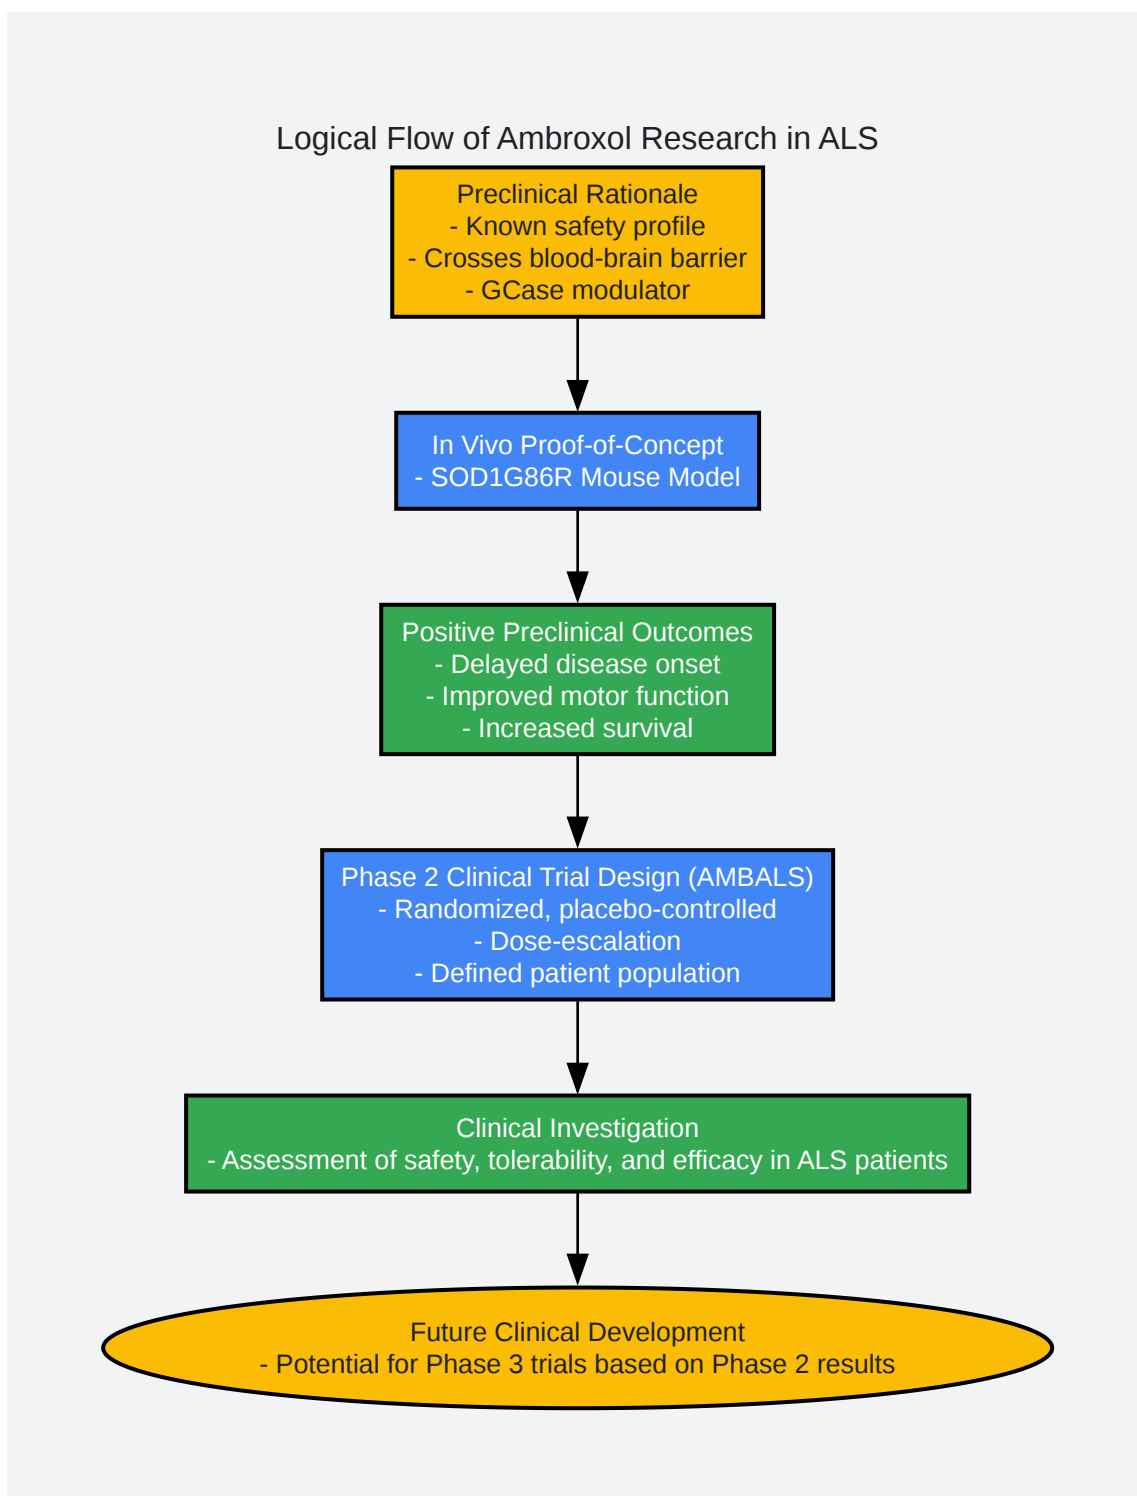 Logical Flow of Ambroxol Research in ALS
Preclinical Rationale
- Known safety profile
- Crosses blood-brain barrier
- GCase modulator
In Vivo Proof-of-Concept
- SOD1G86R Mouse Model
Positive Preclinical Outcomes
- Delayed disease onset
- Improved motor function
- Increased survival
Phase 2 Clinical Trial Design (AMBALS)
- Randomized, placebo-controlled
- Dose-escalation
- Defined patient population
Clinical Investigation
- Assessment of safety, tolerability, and efficacy in ALS patients
Future Clinical Development
- Potential for Phase 3 trials based on Phase 2 results